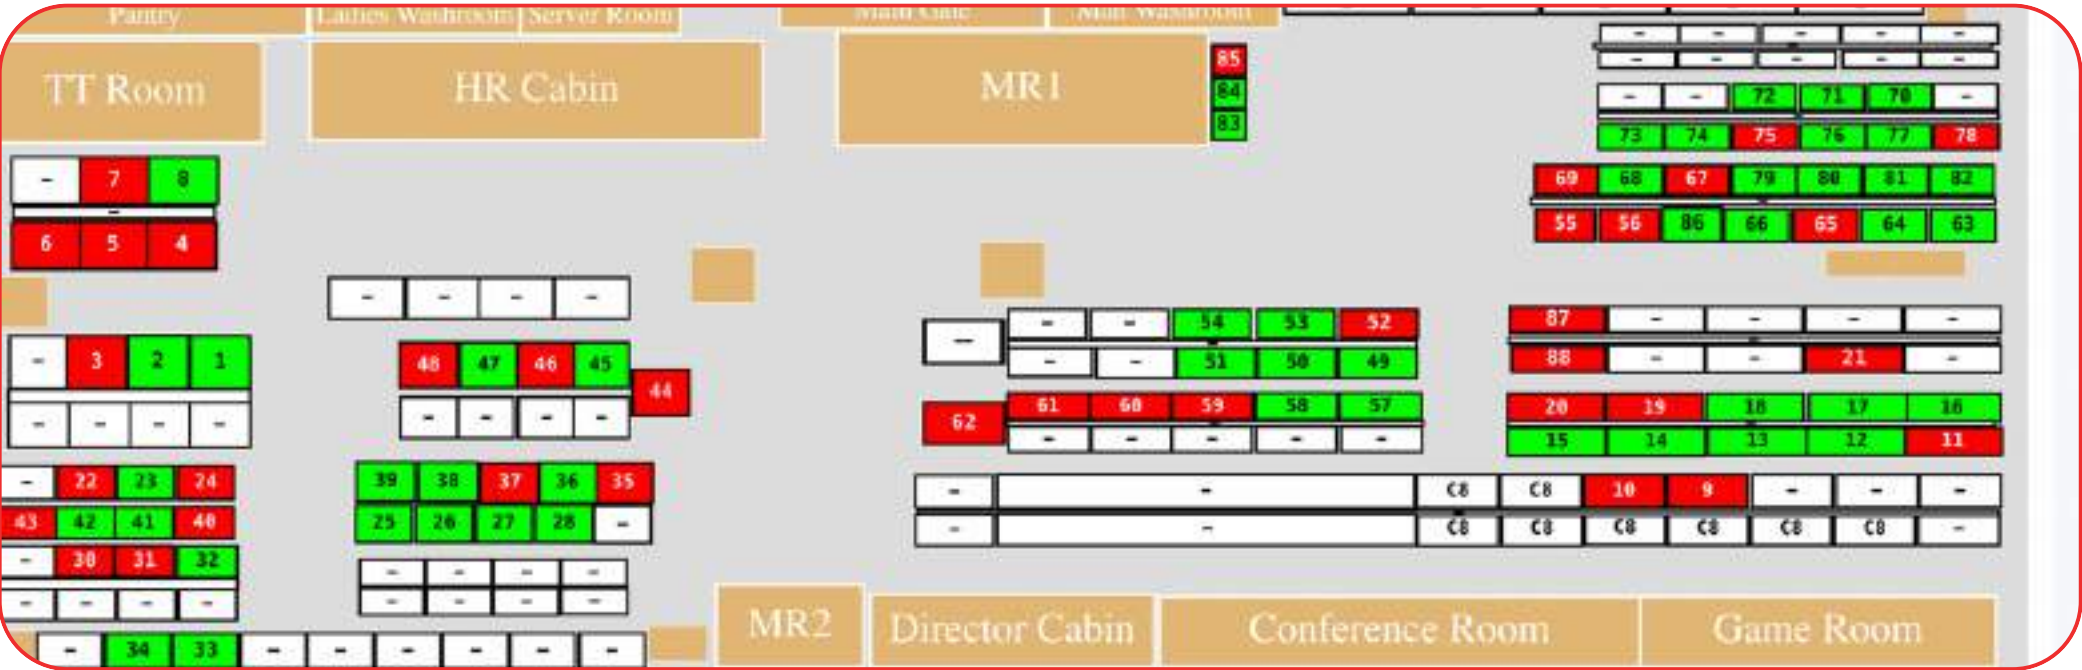 Pantry
Ladies Washroom
Server Room
Main Gate
Man Washroom
TT Room
HR Cabin
MR1
85
84
83
- - - - -
- - - - -
- - 72 71 70 -
73 74 75 76 77 78
69 68 67 79 80 81 82
55 56 86 66 65 64 63
- 7 8
-
6 5 4
- - - -
- 3 2 1
- - - -
48 47 46 45
44
- - - -
-
- - 54 53 52
- - 51 50 49
62
61 60 59 58 57
- - - - -
87 - - - -
88 - - 21 -
20 19 18 17 16
15 14 13 12 11
- 22 23 24
43 42 41 40
- 30 31 32
- - - -
39 38 37 36 35
25 26 27 28 -
- - - -
- - - -
- - C8 C8 10 9 - - -
- - C8 C8 C8 C8 C8 C8 -
- 34 33 - - - - - -
MR2
Director Cabin
Conference Room
Game Room